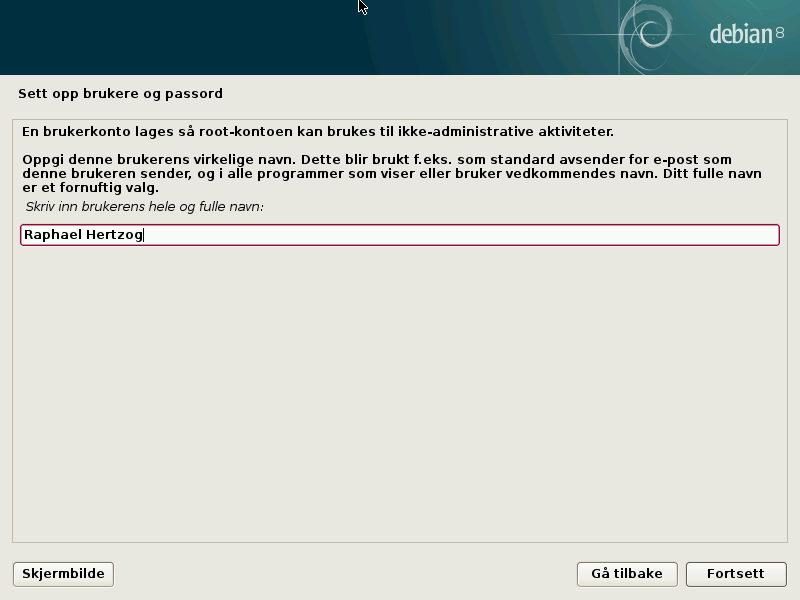 debian 8
Sett opp brukere og passord
En brukerkonto lages så root-kontoen kan brukes til ikke-administrative aktiviteter.
Oppgi denne brukerens virkelige navn. Dette blir brukt f.eks. som standard avsender for e-post som
denne brukeren sender, og i alle programmer som viser eller bruker vedkommendes navn. Ditt fulle navn
er et fornuftig valg.
Skriv inn brukerens hele og fulle navn:
Raphael Hertzog
Skjermbilde
Gå tilbake
Fortsett